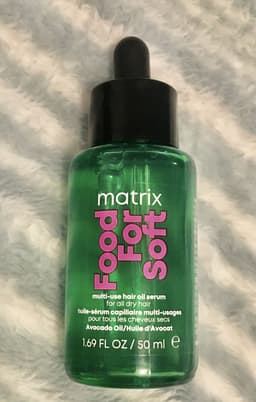 matrix
Food
For
Soft
multi-use hair oil serum
for all dry hair
huile-sérum capillaire multi-usages
pour tous les cheveux secs
Avocado Oil/Huile d'Avocat
1.69 FL OZ / 50 ml e